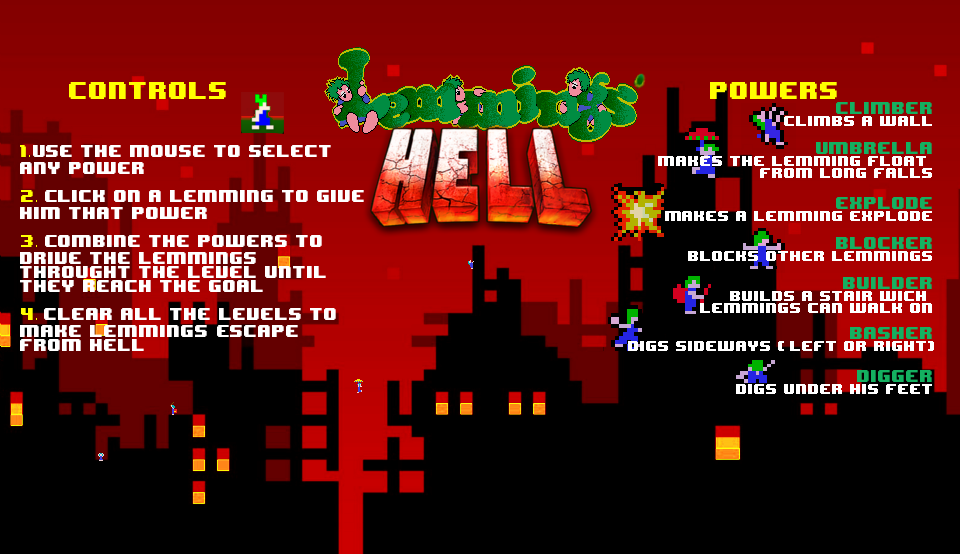 Lemmings
HELL
CONTROLS
1.USE THE MOUSE TO SELECT
ANY POWER
2. CLICK ON A LEMMING TO GIVE
HIM THAT POWER
3. COMBINE THE POWERS TO
DRIVE THE LEMMINGS
THROUGHT THE LEVEL UNTIL
THEY REACH THE GOAL
4. CLEAR ALL THE LEVELS TO
MAKE LEMMINGS ESCAPE
FROM HELL
POWERS
CLIMBER
CLIMBS A WALL
UMBRELLA
MAKES THE LEMMING FLOAT
FROM LONG FALLS
EXPLODE
MAKES A LEMMING EXPLODE
BLOCKER
BLOCKS OTHER LEMMINGS
BUILDER
BUILDS A STAIR WICH
LEMMINGS CAN WALK ON
BASHER
DIGS SIDEWAYS (LEFT OR RIGHT)
DIGGER
DIGS UNDER HIS FEET